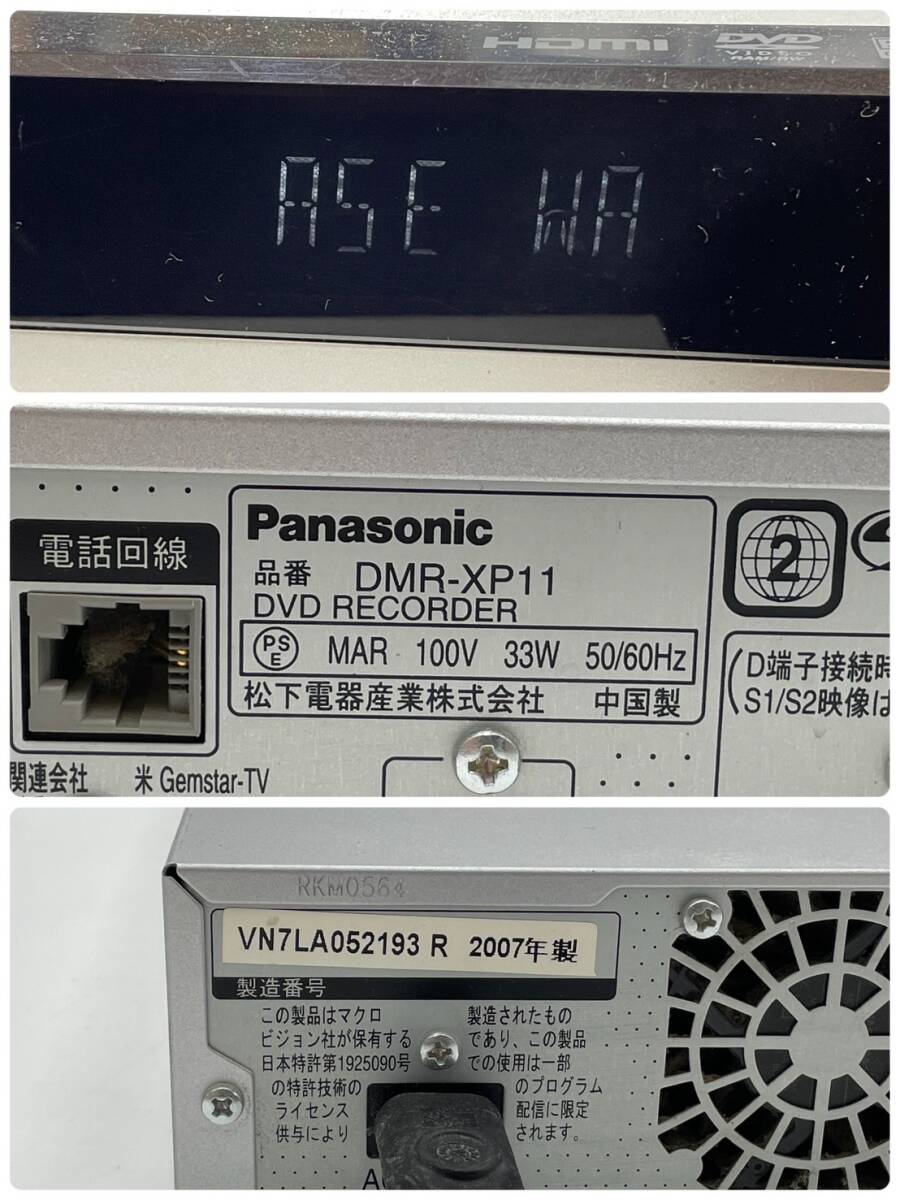 HDMI
DVD
VIDEO
RAM/RW
ASE WA
電話回線
Panasonic
品番 DMR-XP11
DVD RECORDER
PSE MAR 100V 33W 50/60Hz
松下電器産業株式会社 中国製
2
(D端子接続時
S1/S2映像は
関連会社 米 Gemstar-TV
RKM0564
VN7LA052193 R 2007年製
製造番号
この製品はマクロ
ビジョン社が保有する
日本特許第1925090号
の特許技術の
ライセンス
供与により
製造されたもの
であり、この製品
での使用は一部
のプログラム
配信に限定
されます。